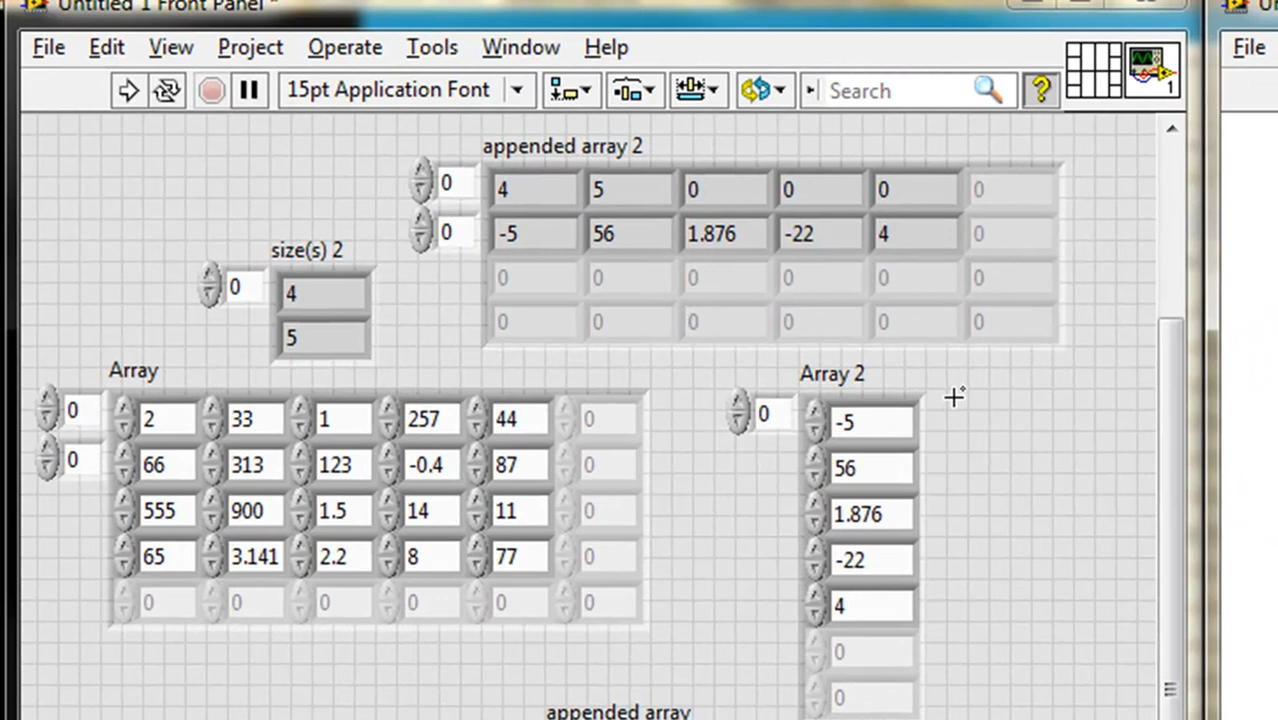 Untitled 1 Front Panel *
File Edit View Project Operate Tools Window Help
File
15pt Application Font
Search
?
1
appended array 2
0 4 5 0 0 0 0
0 -5 56 1.876 -22 4 0
0 0 0 0 0 0
0 0 0 0 0 0
size(s) 2
0 4
5
Array
0 2 33 1 257 44 0
0 66 313 123 -0.4 87 0
555 900 1.5 14 11 0
65 3.141 2.2 8 77 0
0 0 0 0 0 0
Array 2
0 -5
56
1.876
-22
4
0
0
appended array